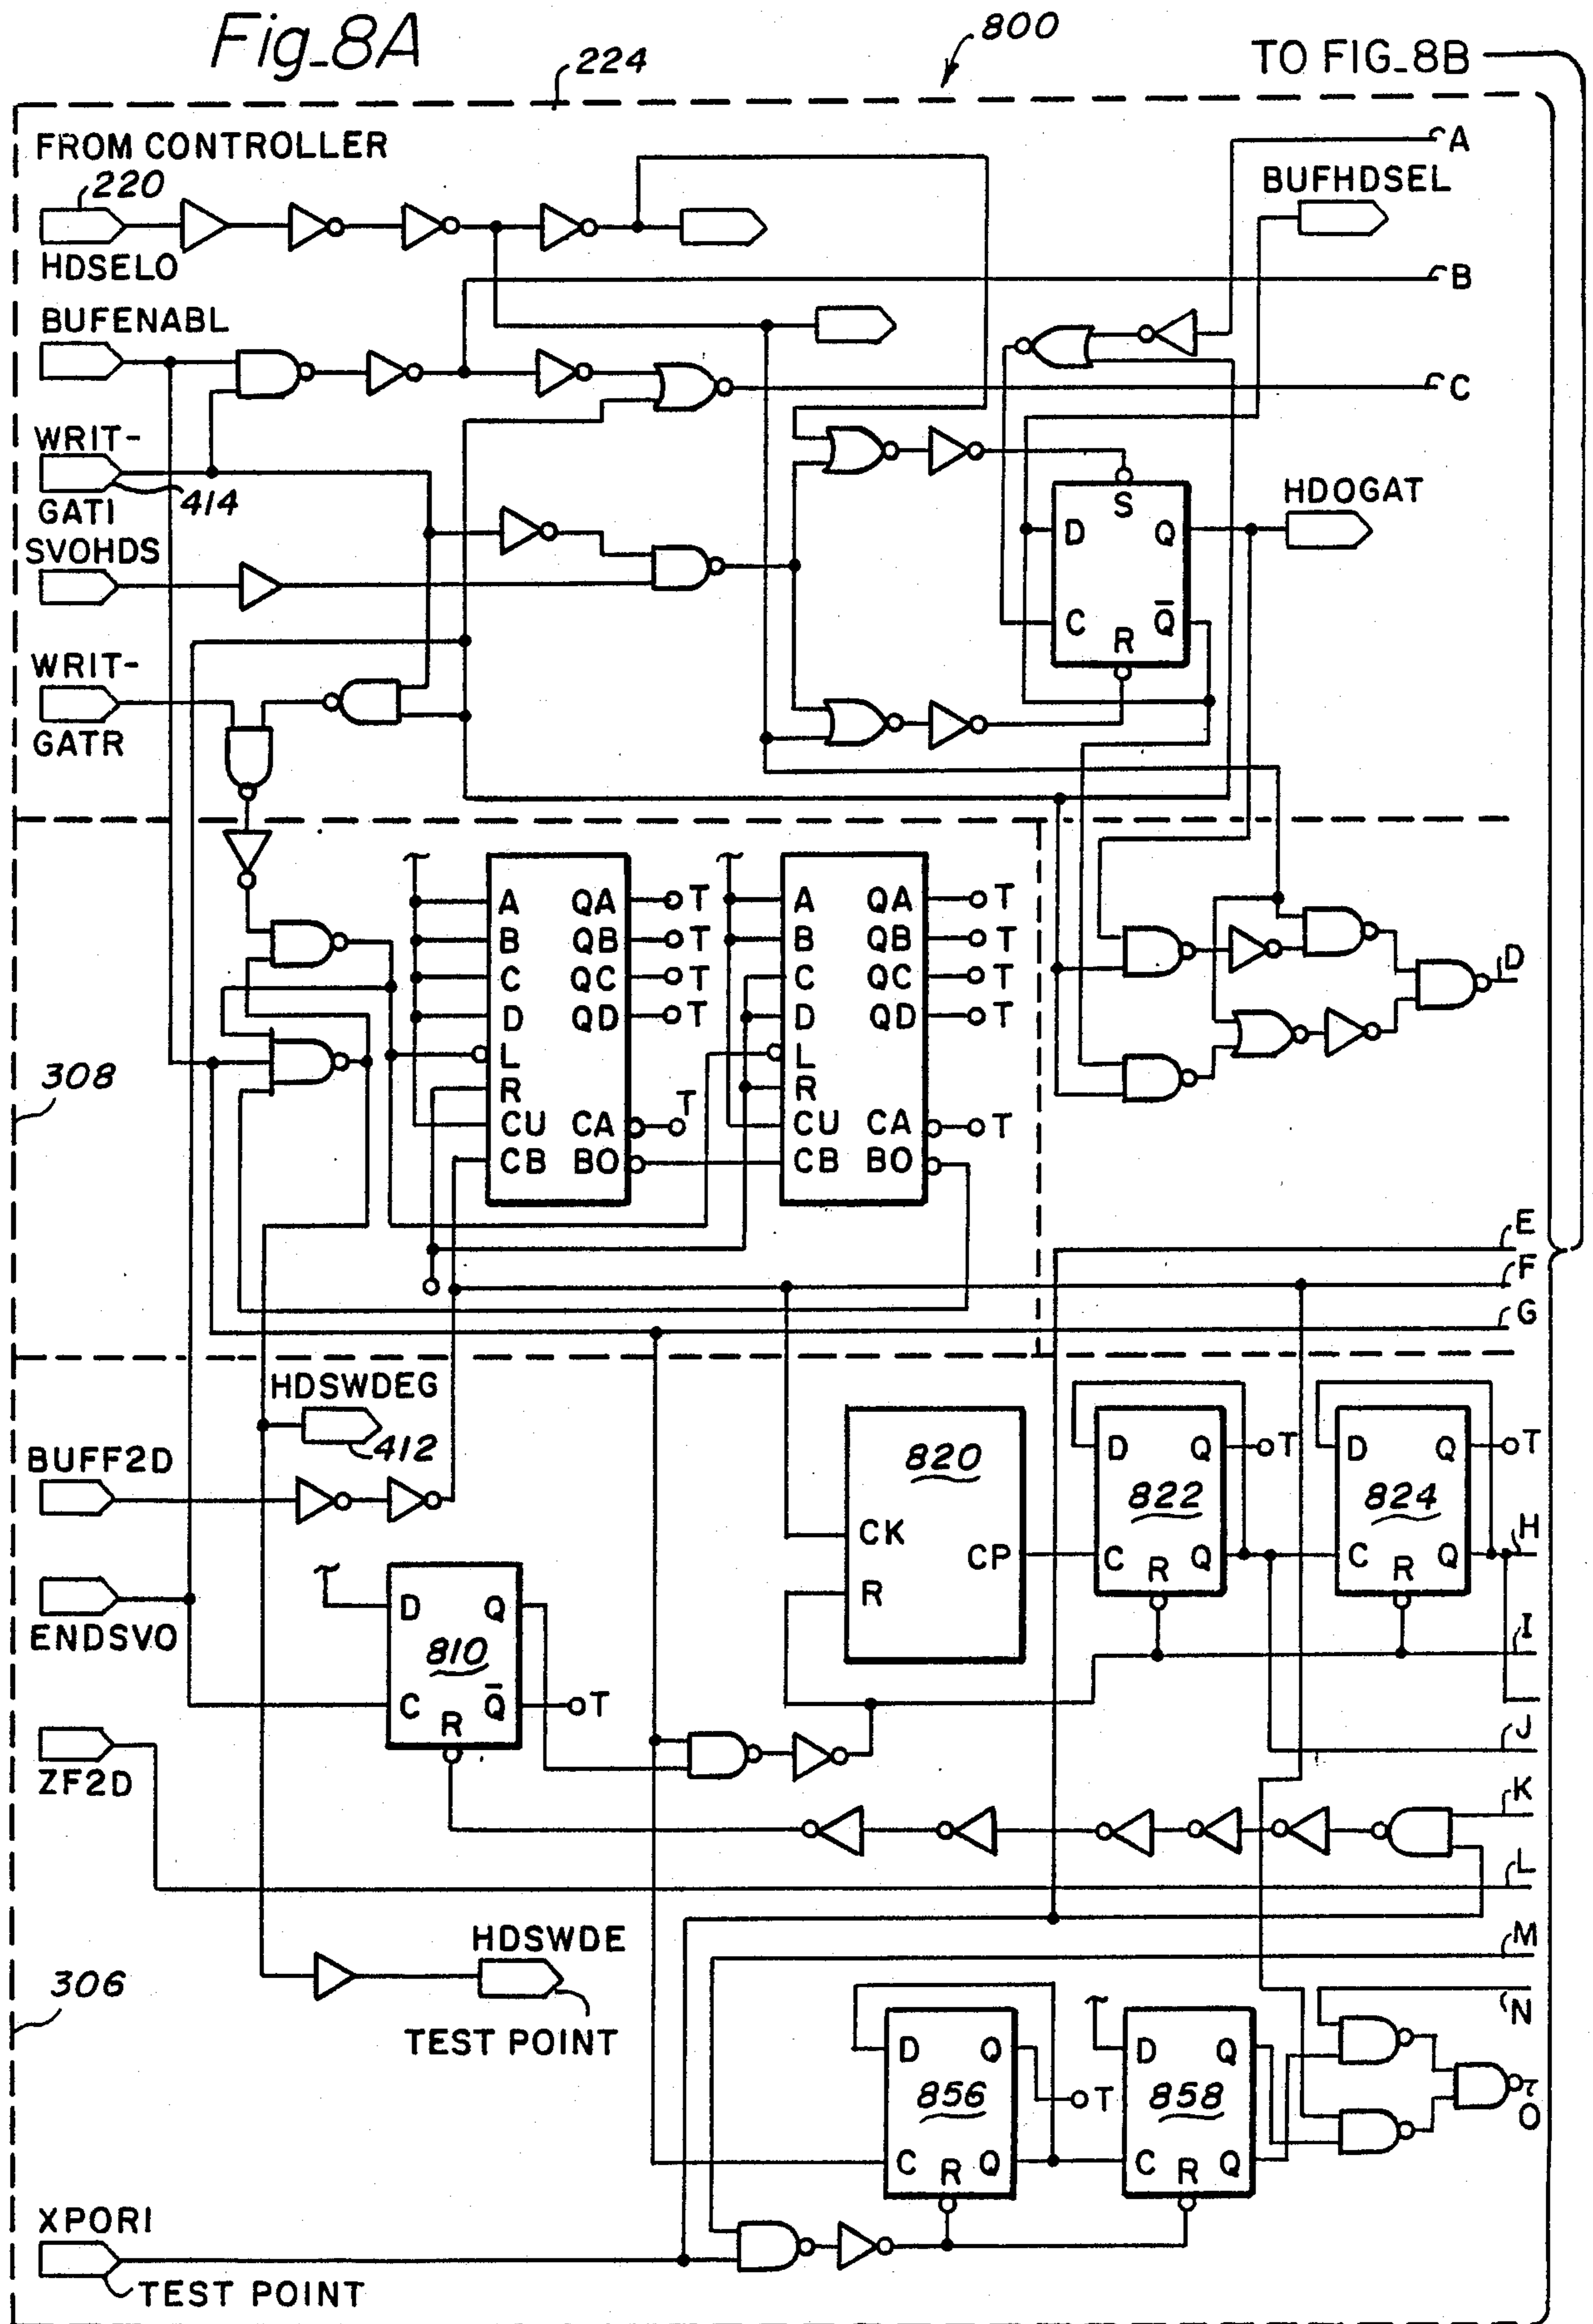 Fig_8A
224
800
TO FIG_8B
FROM CONTROLLER
220
HDSELO
A
BUFHDSEL
BUFENABL
B
C
WRIT-
GATI
414
SVOHDS
S
D Q
C Q̅
R
HDOGAT
WRIT-
GATR
A QA T
B QB T
C QC T
D QD T
L
R
CU CA T
CB BO
A QA T
B QB T
C QC T
D QD T
L
R
CU CA T
CB BO
D
308
E
F
G
HDSWDEG
412
BUFF2D
820
CK
CP
R
D Q T
822
C R Q
D Q T
824
C R Q
H
ENDSVO
D Q
810
C Q̅ T
R
I
J
ZF2D
K
L
HDSWDE
TEST POINT
M
306
N
D Q
856
T
C R Q
D Q
858
C R Q
O
XPORI
TEST POINT